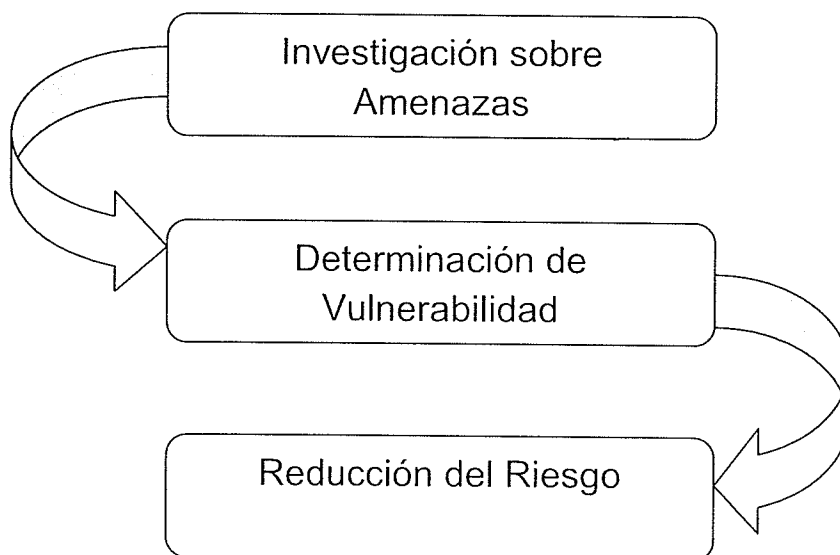 Investigación sobre
Amenazas
Determinación de
Vulnerabilidad
Reducción del Riesgo